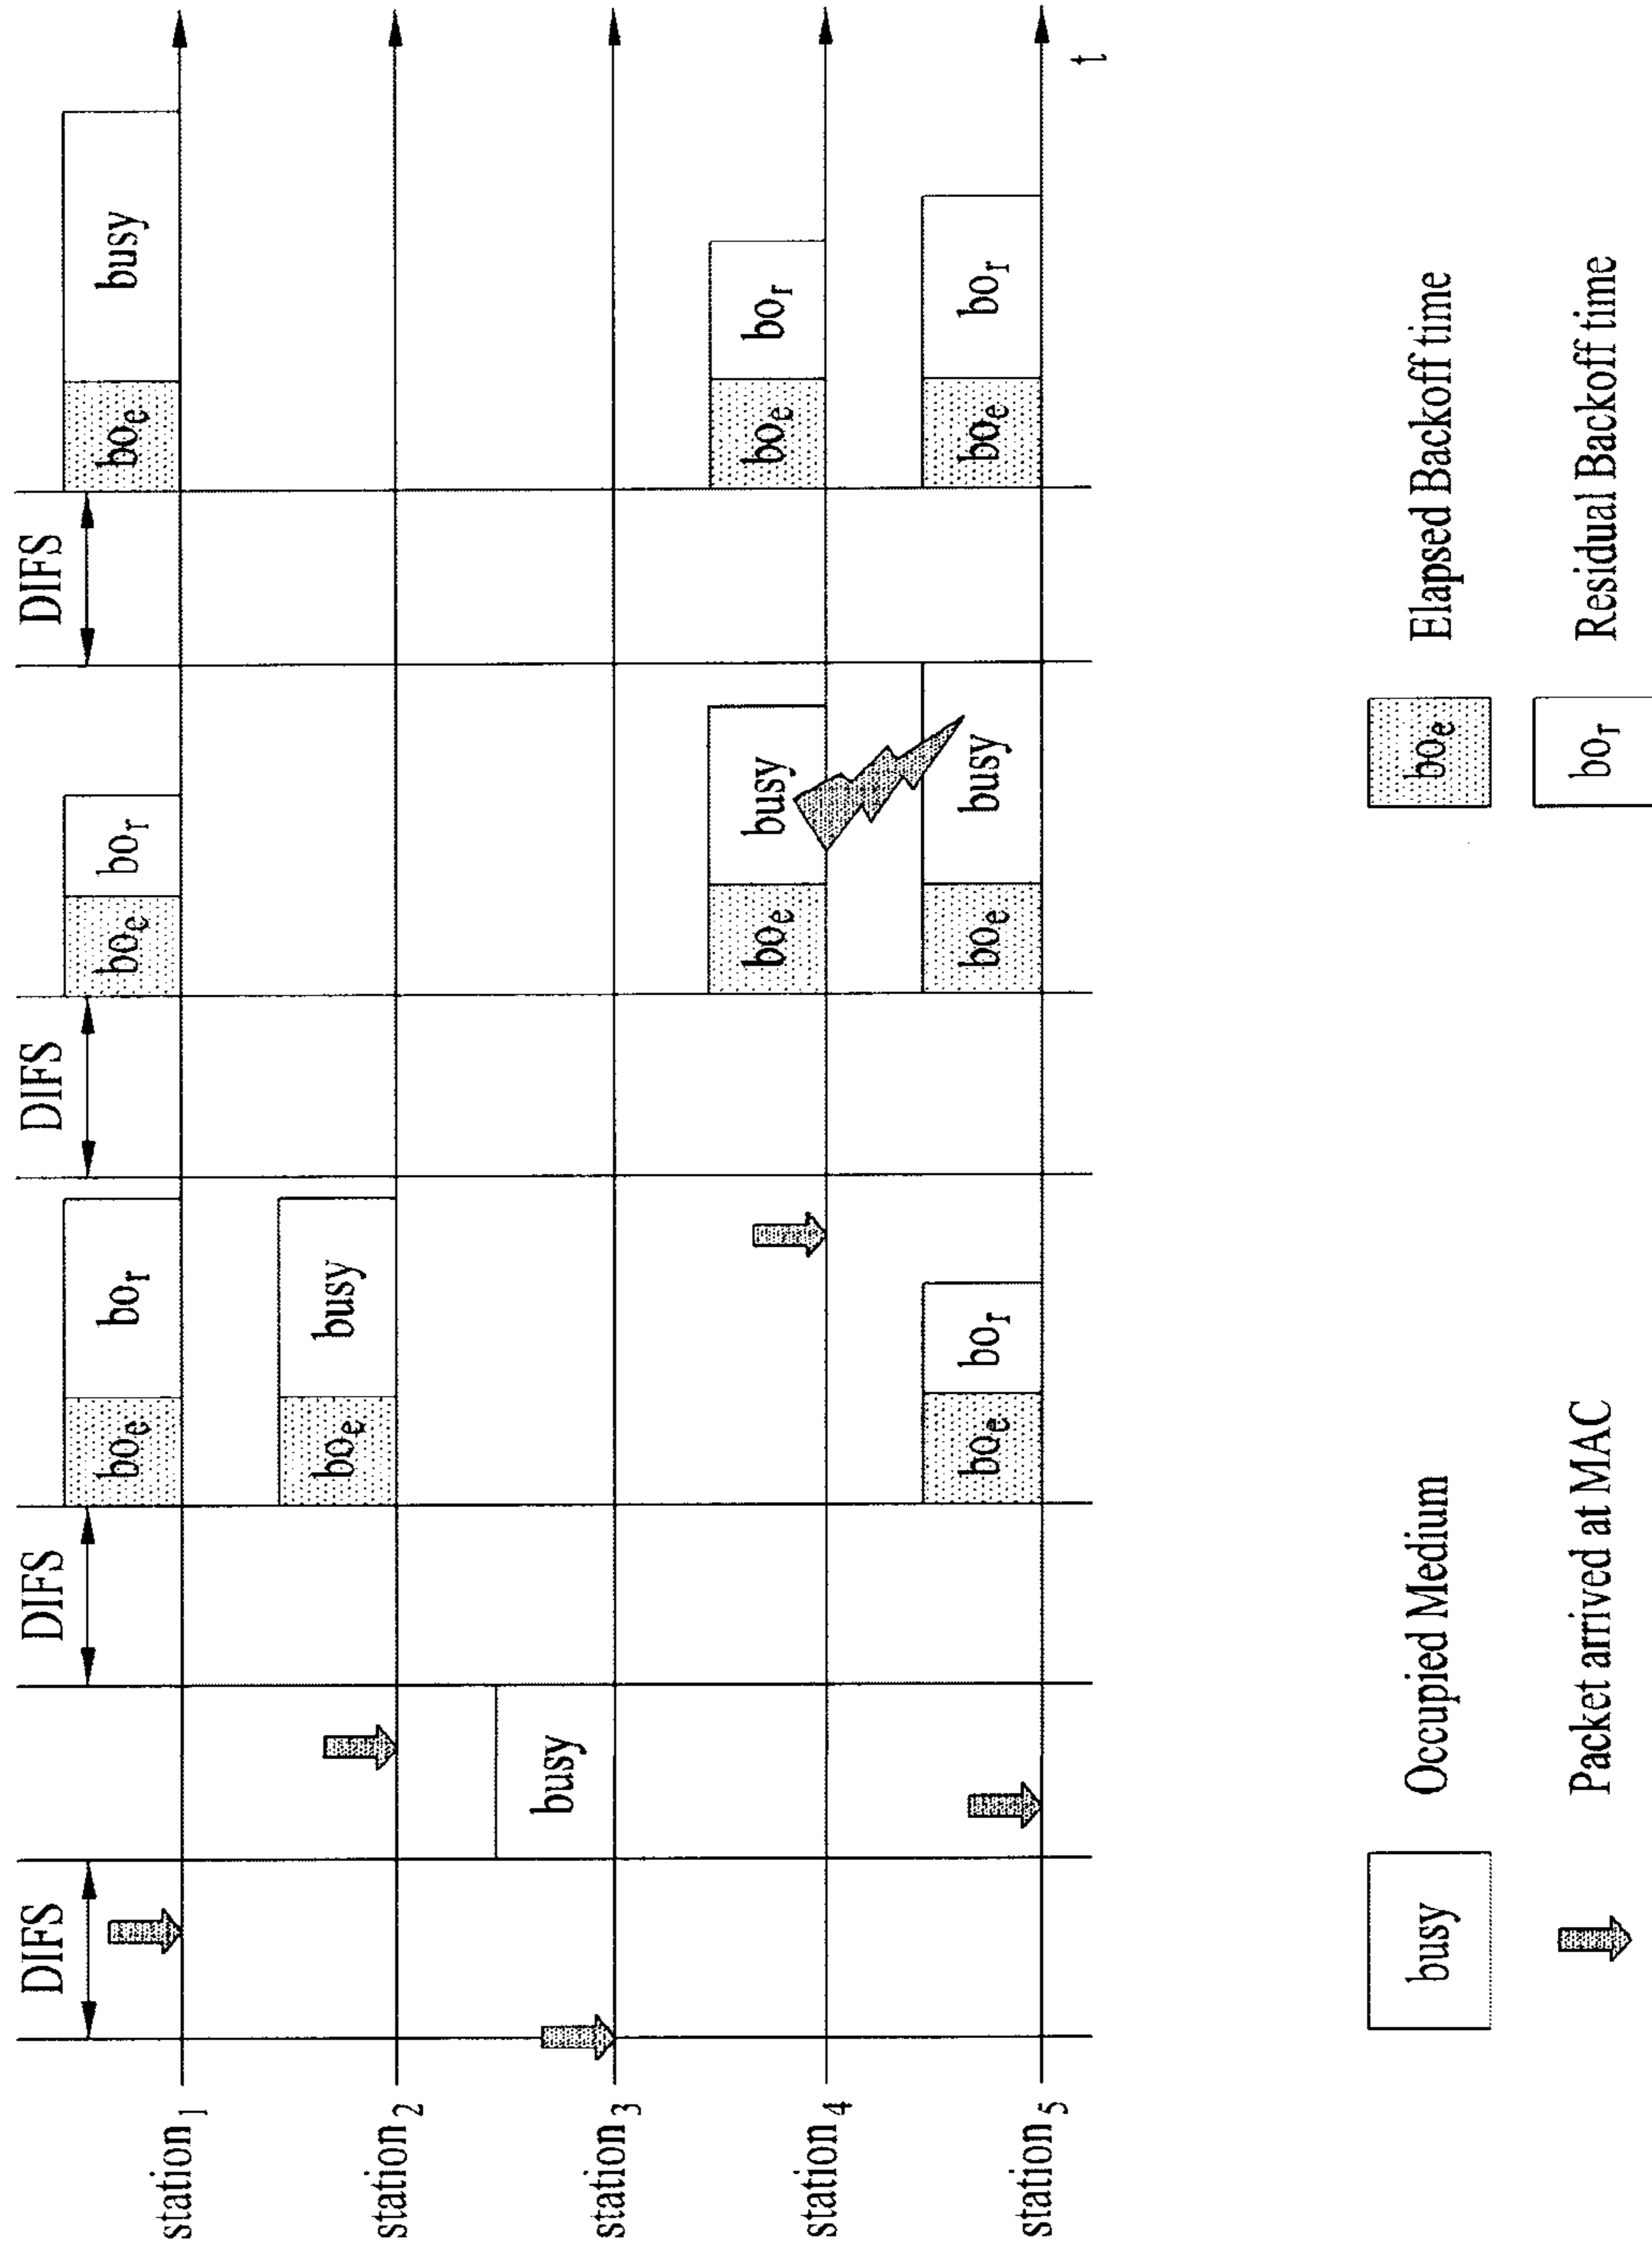 DIFS DIFS DIFS DIFS
station1 boe bor boe bor boe busy
station2 boe busy
station3 busy
station4 boe busy boe bor
station5 boe bor boe busy boe bor
t
busy Occupied Medium boe Elapsed Backoff time
Packet arrived at MAC bor Residual Backoff time